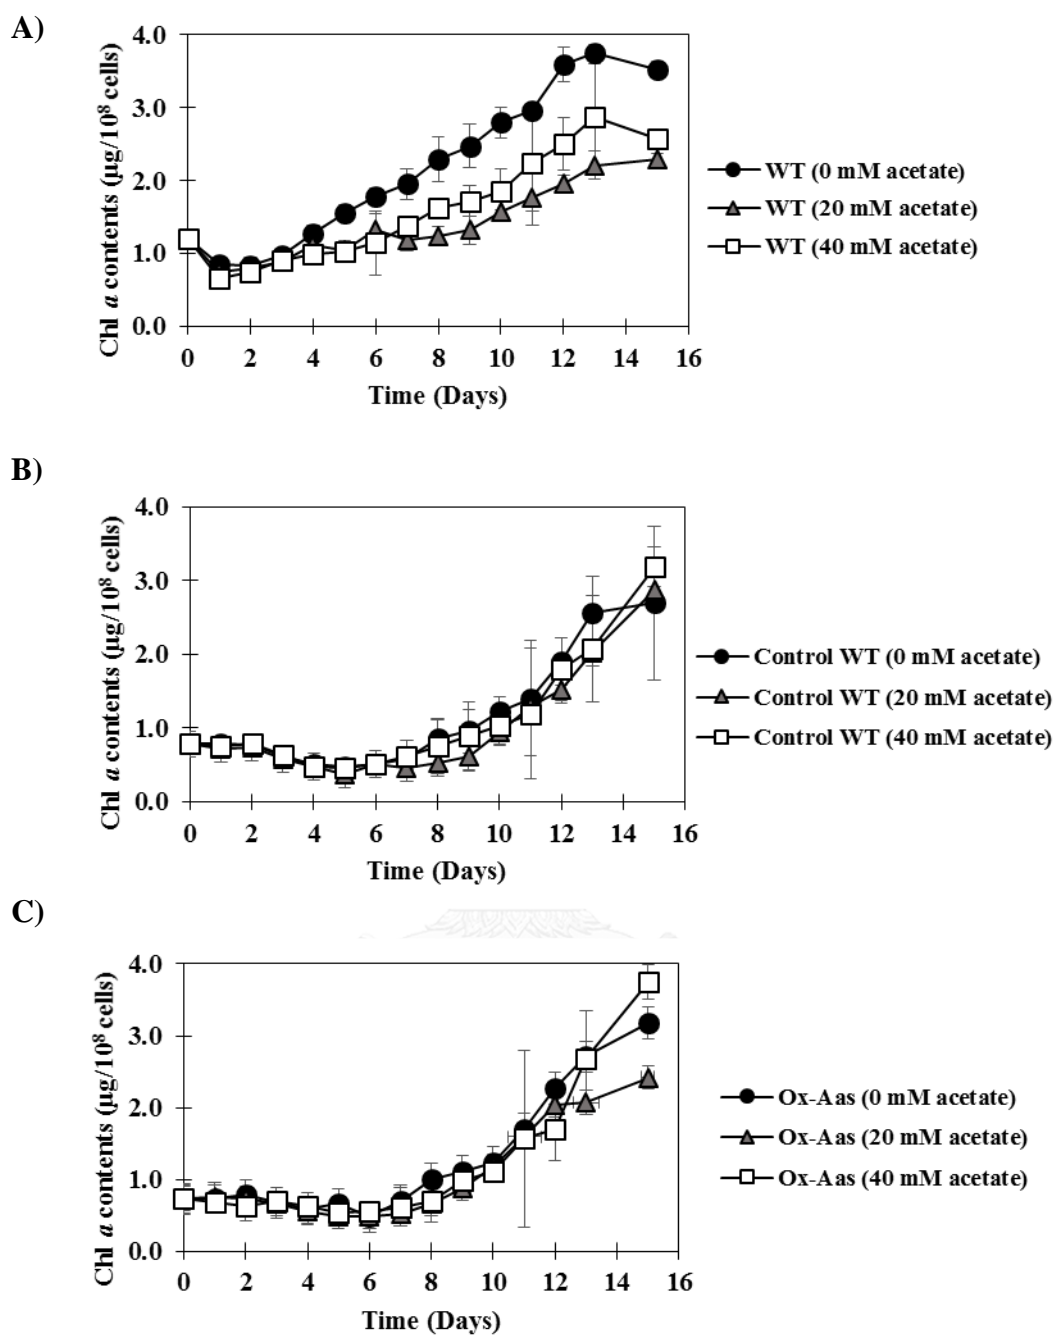 A)
Chl a contents (µg/10⁸ cells)
4.0
3.0
2.0
1.0
0.0
0 2 4 6 8 10 12 14 16
Time (Days)
WT (0 mM acetate)
WT (20 mM acetate)
WT (40 mM acetate)
B)
Chl a contents (µg/10⁸ cells)
4.0
3.0
2.0
1.0
0.0
0 2 4 6 8 10 12 14 16
Time (Days)
Control WT (0 mM acetate)
Control WT (20 mM acetate)
Control WT (40 mM acetate)
C)
Chl a contents (µg/10⁸ cells)
4.0
3.0
2.0
1.0
0.0
0 2 4 6 8 10 12 14 16
Time (Days)
Ox-Aas (0 mM acetate)
Ox-Aas (20 mM acetate)
Ox-Aas (40 mM acetate)